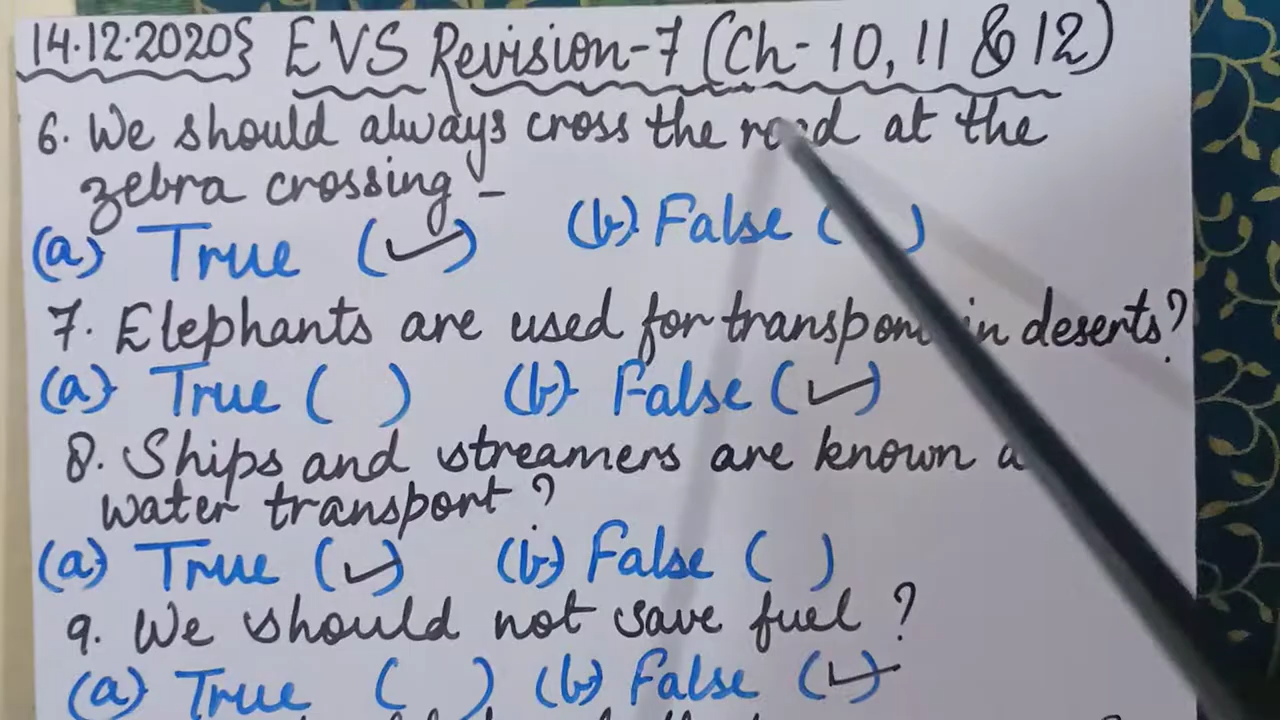 14.12.2020} EVS Revision-7 (Ch-10, 11 & 12)
6. We should always cross the road at the
zebra crossing -
(a) True (✓) (b) False ( )
7. Elephants are used for transport in deserts?
(a) True ( ) (b) False (✓)
8. Ships and streamers are known
water transport ?
(a) True (✓) (b) False ( )
9. We should not save fuel ?
(a) True ( ) (b) False (✓)